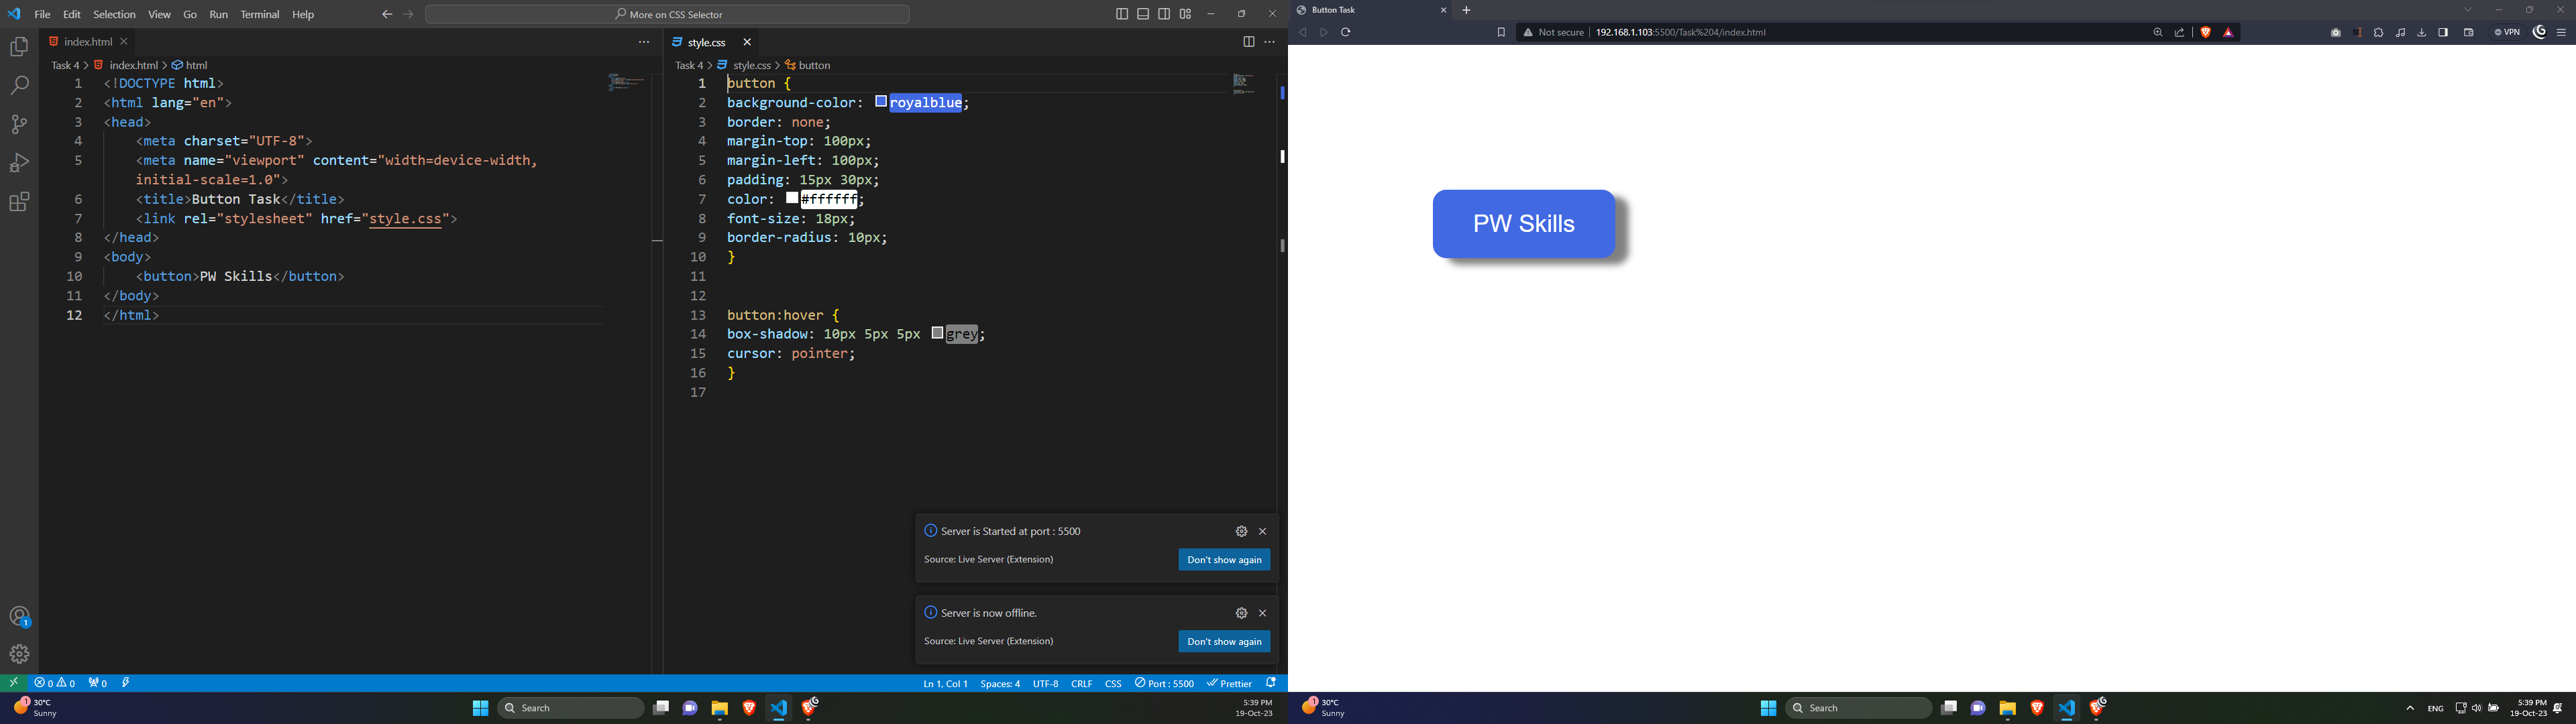 File Edit Selection View Go Run Terminal Help
More on CSS Selector
index.html
Task 4 > index.html > html
1 <!DOCTYPE html>
2 <html lang="en">
3 <head>
4 <meta charset="UTF-8">
5 <meta name="viewport" content="width=device-width,
initial-scale=1.0">
6 <title>Button Task</title>
7 <link rel="stylesheet" href="style.css">
8 </head>
9 <body>
10 <button>PW Skills</button>
11 </body>
12 </html>
style.css
Task 4 > style.css > button
1 button {
2 background-color: royalblue;
3 border: none;
4 margin-top: 100px;
5 margin-left: 100px;
6 padding: 15px 30px;
7 color: #ffffff;
8 font-size: 18px;
9 border-radius: 10px;
10 }
11
12
13 button:hover {
14 box-shadow: 10px 5px 5px grey;
15 cursor: pointer;
16 }
17
Server is Started at port : 5500
Source: Live Server (Extension)
Don't show again
Server is now offline.
Source: Live Server (Extension)
Don't show again
1
0 0 0
Ln 1, Col 1 Spaces: 4 UTF-8 CRLF CSS Port : 5500 Prettier
1
30°C
Sunny
Search
5:39 PM
19-Oct-23
Button Task
Not secure 192.168.1.103:5500/Task%204/index.html
VPN
PW Skills
1
30°C
Sunny
Search
ENG
5:39 PM
19-Oct-23